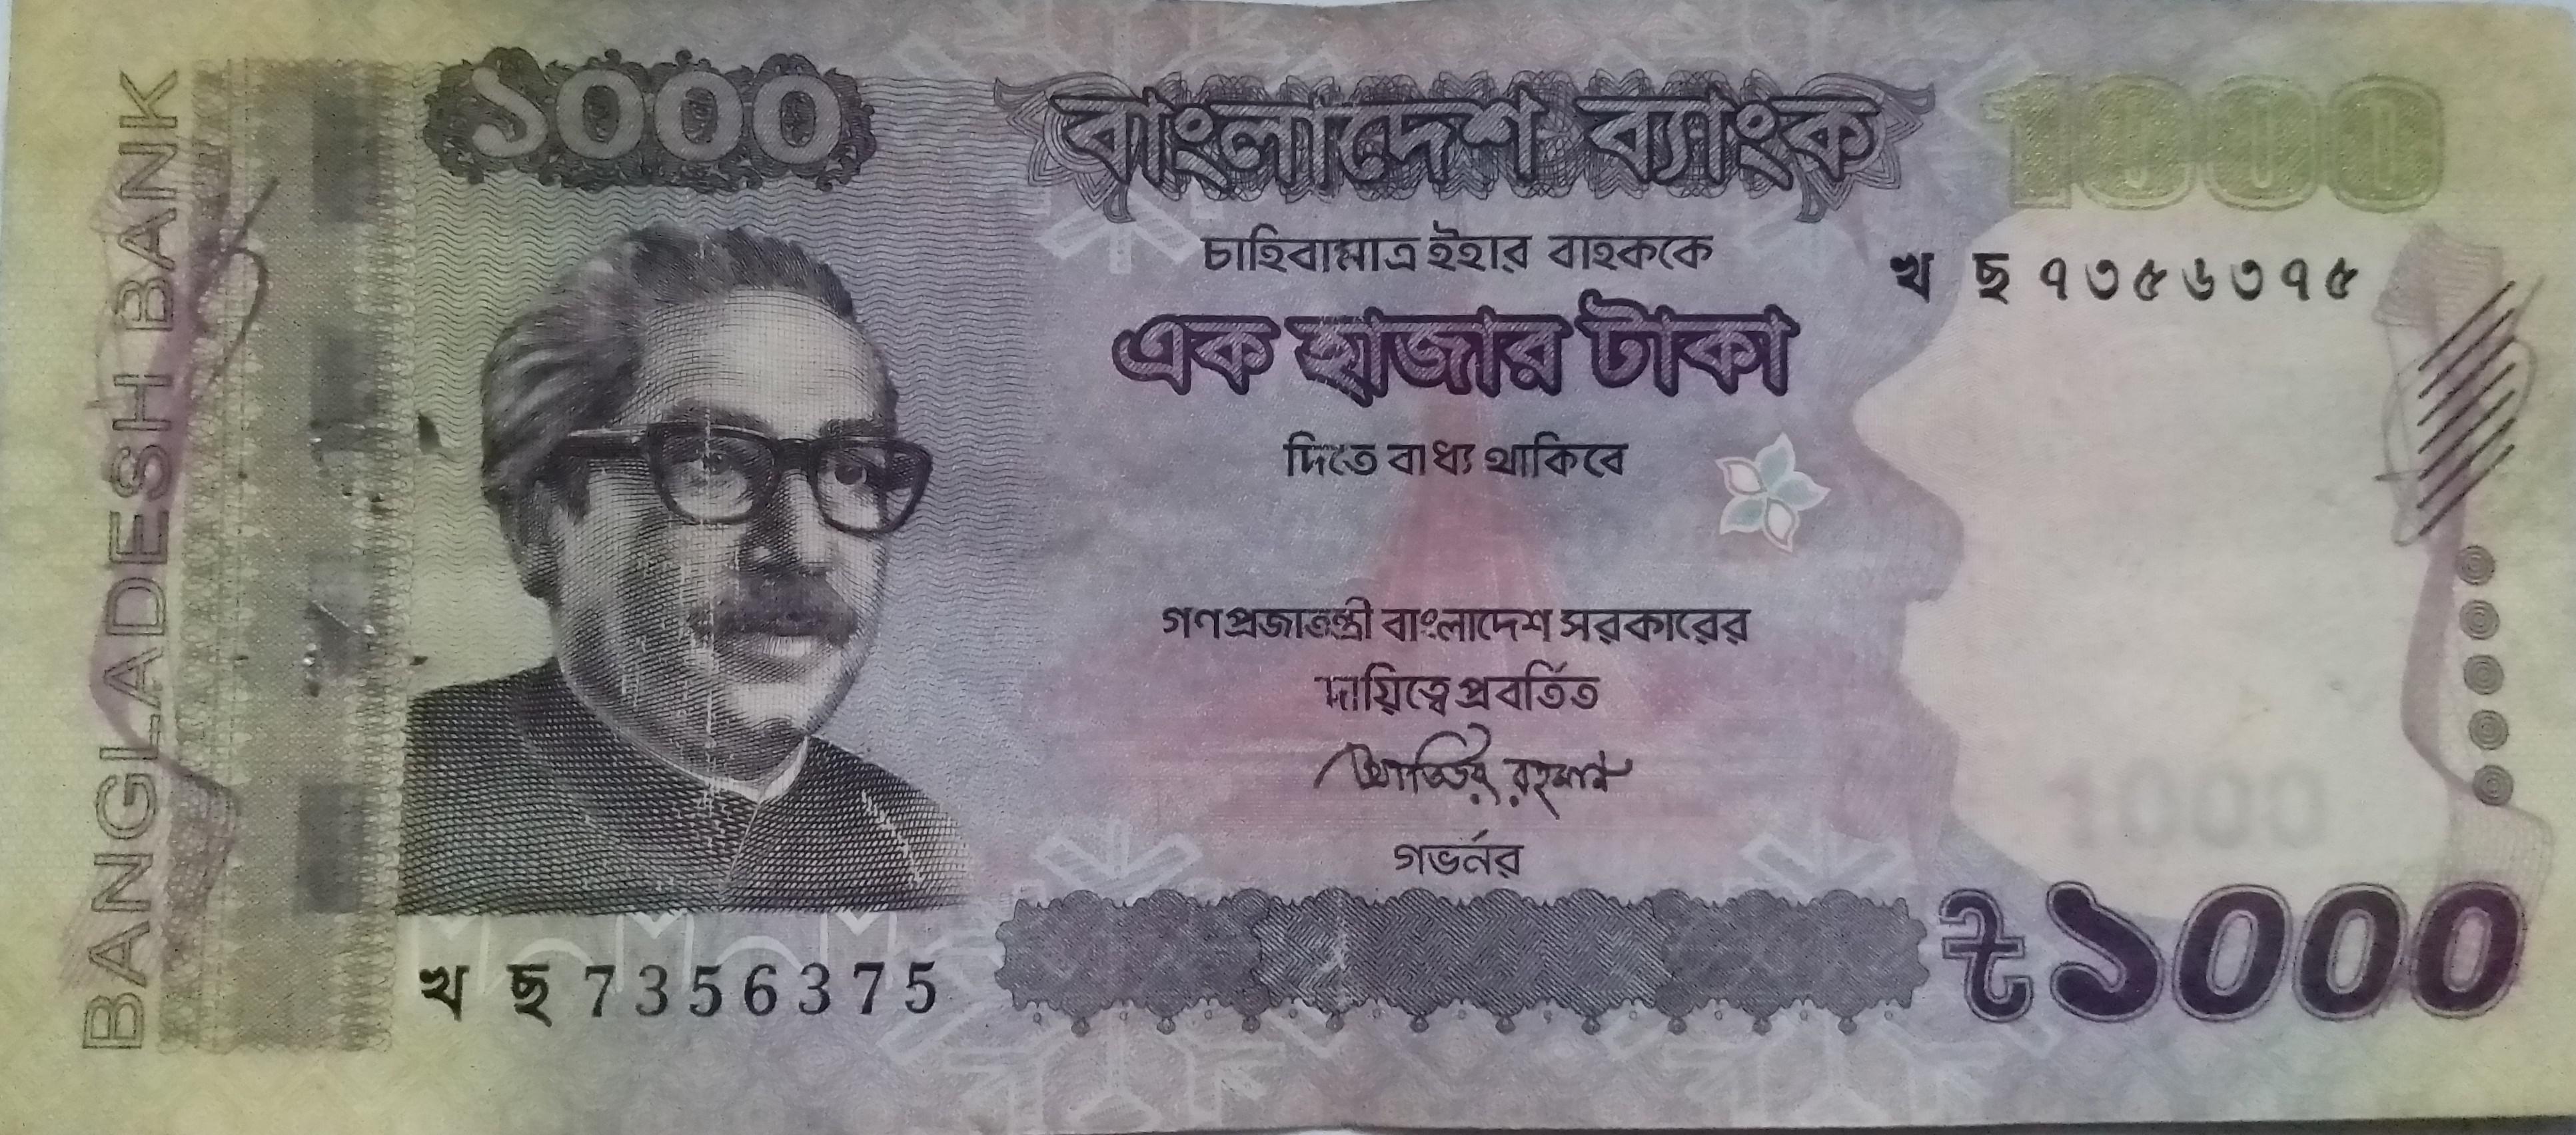 BANGLADESH BANK
১০০০
বাংলাদেশ ব্যাংক
1000
চাহিবামাত্র ইহার বাহককে
খ ছ ৭৩৫৬৩৭৫
এক হাজার টাকা
দিতে বাধ্য থাকিবে
গণপ্রজাতন্ত্রী বাংলাদেশ সরকারের
দায়িত্বে প্রবর্তিত
আতিউর রহমান
গভর্নর
1000
৳১০০০
খ ছ 7356375